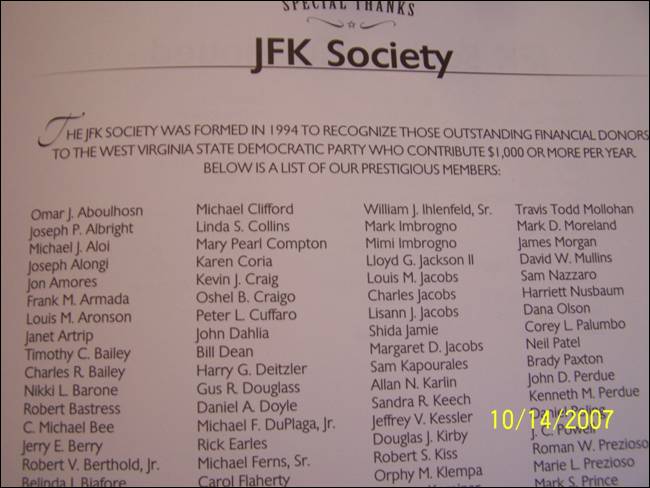 SPECIAL THANKS
JFK Society
THE JFK SOCIETY WAS FORMED IN 1994 TO RECOGNIZE THOSE OUTSTANDING FINANCIAL DONORS
TO THE WEST VIRGINIA STATE DEMOCRATIC PARTY WHO CONTRIBUTE $1,000 OR MORE PER YEAR.
BELOW IS A LIST OF OUR PRESTIGIOUS MEMBERS:
Omar J. Aboulhosn
Joseph P. Albright
Michael J. Aloi
Joseph Alongi
Jon Amores
Frank M. Armada
Louis M. Aronson
Janet Artrip
Timothy C. Bailey
Charles R. Bailey
Nikki L. Barone
Robert Bastress
C. Michael Bee
Jerry E. Berry
Robert V. Berthold, Jr.
Belinda J. Biafore
Michael Clifford
Linda S. Collins
Mary Pearl Compton
Karen Coria
Kevin J. Craig
Oshel B. Craigo
Peter L. Cuffaro
John Dahlia
Bill Dean
Harry G. Deitzler
Gus R. Douglass
Daniel A. Doyle
Michael F. DuPlaga, Jr.
Rick Earles
Michael Ferns, Sr.
Carol Flaherty
William J. Ihlenfeld, Sr.
Mark Imbrogno
Mimi Imbrogno
Lloyd G. Jackson II
Louis M. Jacobs
Charles Jacobs
Lisann J. Jacobs
Shida Jamie
Margaret D. Jacobs
Sam Kapourales
Allan N. Karlin
Sandra R. Keech
Jeffrey V. Kessler
Douglas J. Kirby
Robert S. Kiss
Orphy M. Klempa
Travis Todd Mollohan
Mark D. Moreland
James Morgan
David W. Mullins
Sam Nazzaro
Harriett Nusbaum
Dana Olson
Corey L. Palumbo
Neil Patel
Brady Paxton
John D. Perdue
Kenneth M. Perdue
Daniel
J. C. Powell
Roman W. Prezioso
Marie L. Prezioso
Mark S. Prince
10/14/2007